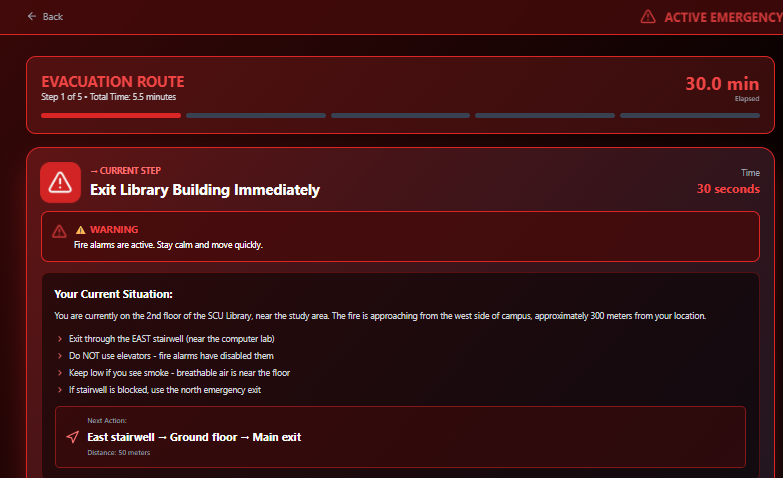 Back
ACTIVE EMERGENCY
EVACUATION ROUTE
Step 1 of 5 • Total Time: 5.5 minutes
30.0 min
Elapsed
→ CURRENT STEP
Exit Library Building Immediately
Time
30 seconds
⚠ WARNING
Fire alarms are active. Stay calm and move quickly.
Your Current Situation:
You are currently on the 2nd floor of the SCU Library, near the study area. The fire is approaching from the west side of campus, approximately 300 meters from your location.
Exit through the EAST stairwell (near the computer lab)
Do NOT use elevators - fire alarms have disabled them
Keep low if you see smoke - breathable air is near the floor
If stairwell is blocked, use the north emergency exit
Next Action:
East stairwell → Ground floor → Main exit
Distance: 50 meters